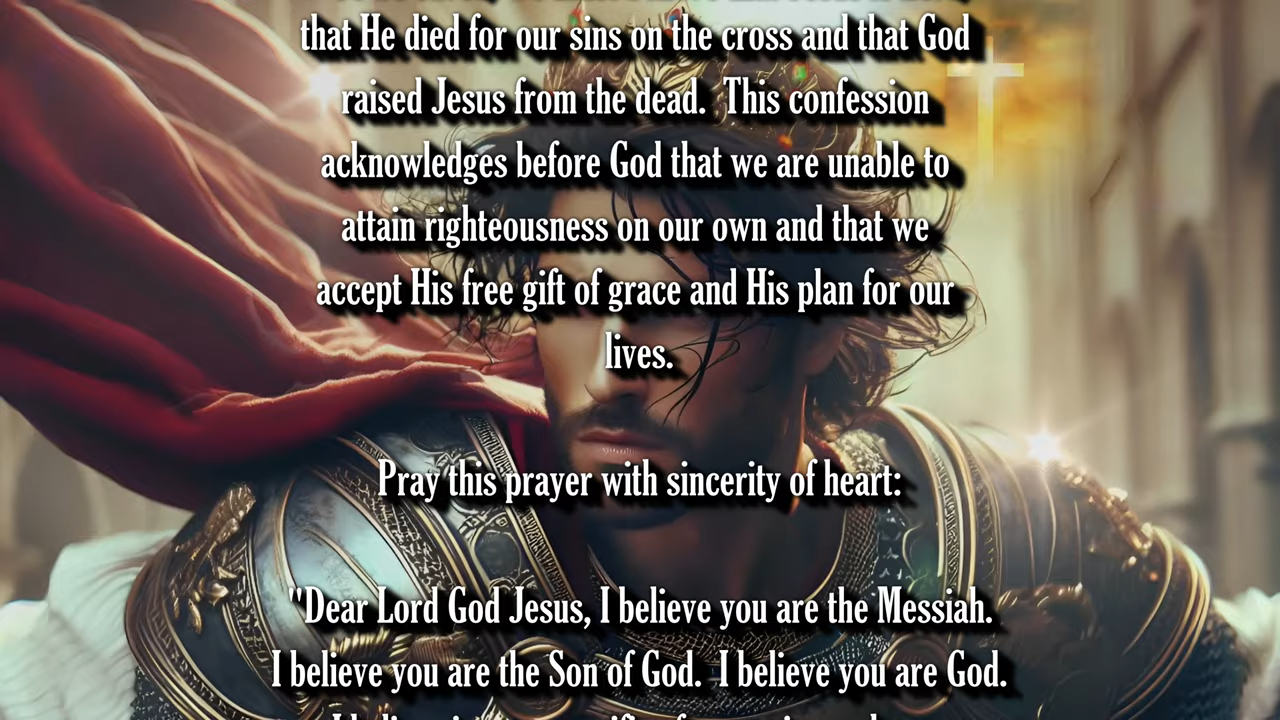 that He died for our sins on the cross and that God
raised Jesus from the dead.  This confession
acknowledges before God that we are unable to
attain righteousness on our own and that we
accept His free gift of grace and His plan for our
lives.
Pray this prayer with sincerity of heart:
"Dear Lord God Jesus, I believe you are the Messiah.
I believe you are the Son of God.  I believe you are God.